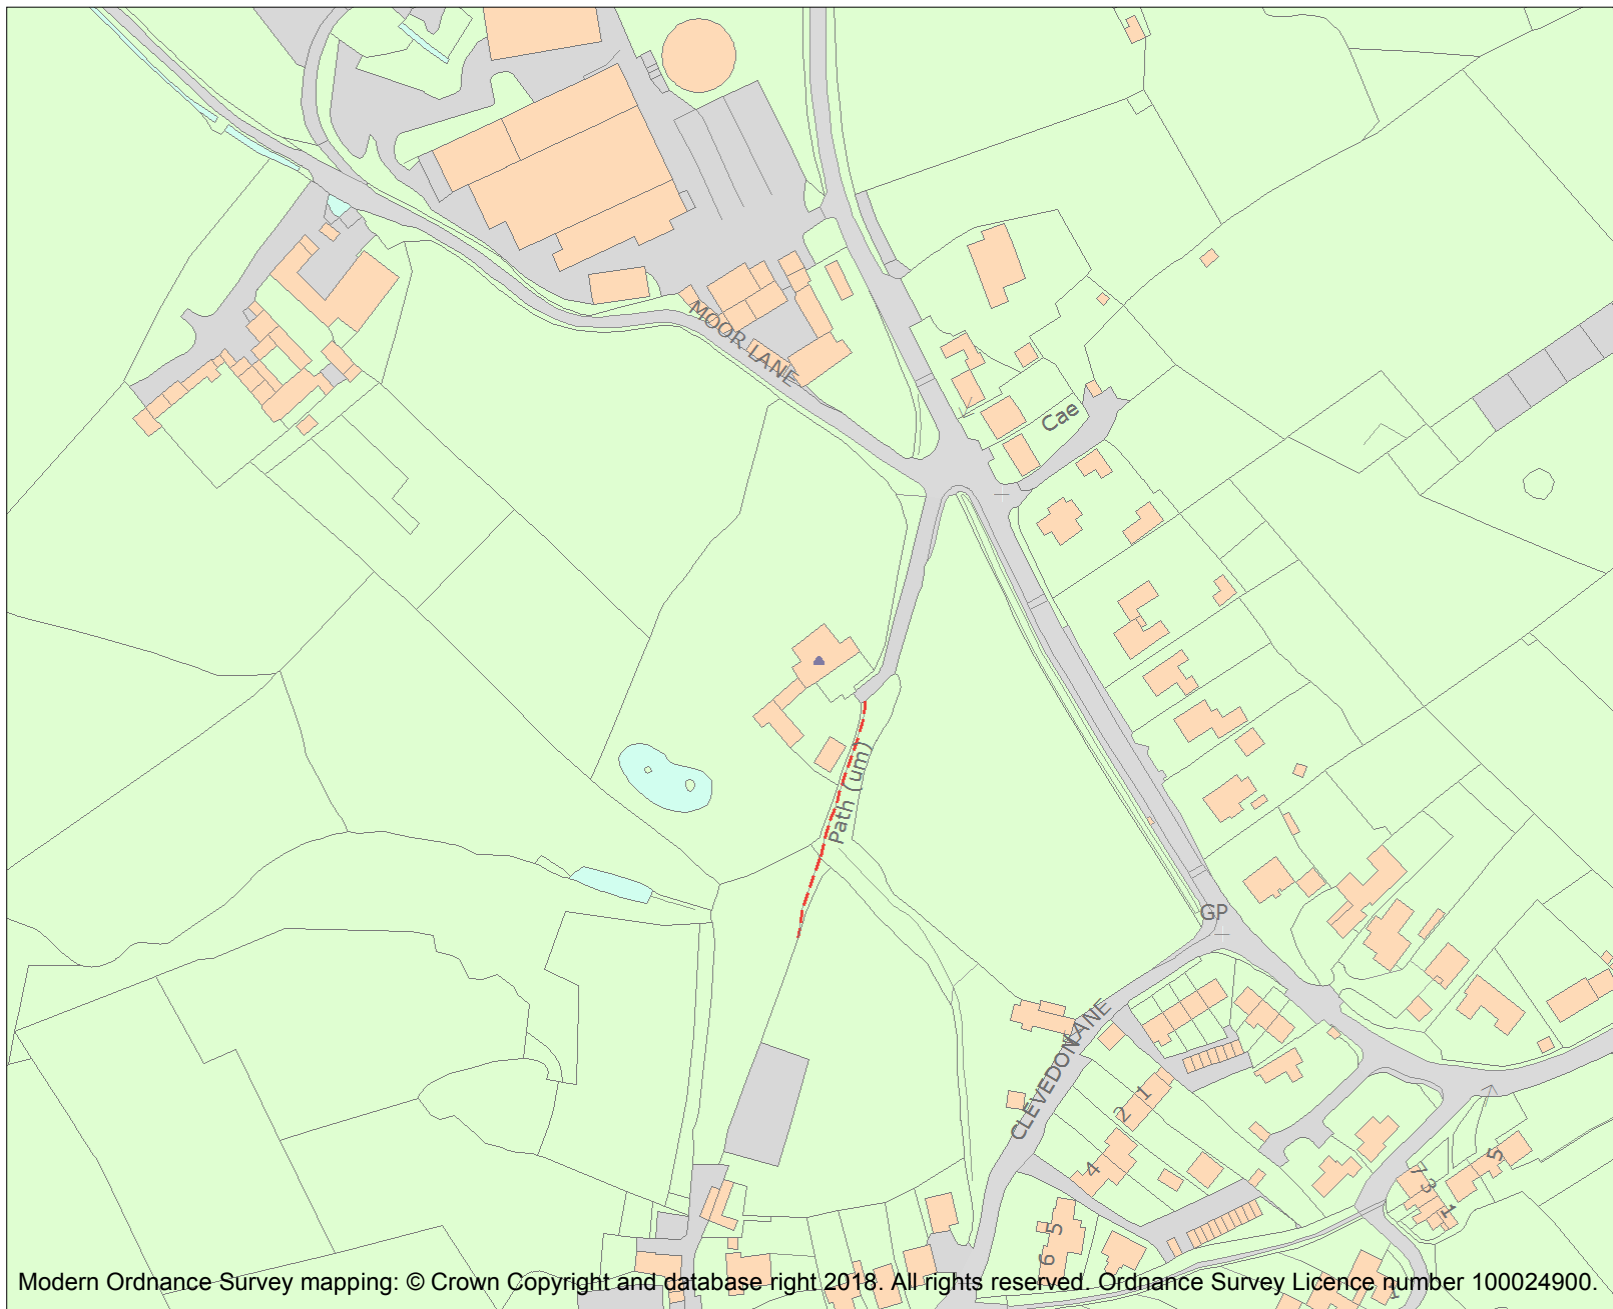 MOOR LANE
Cae
Path (um)
GP
CLEVEDON LANE
2 1
4
5
6
7
3
1
5
1
Modern Ordnance Survey mapping: © Crown Copyright and database right 2018. All rights reserved. Ordnance Survey Licence number 100024900.